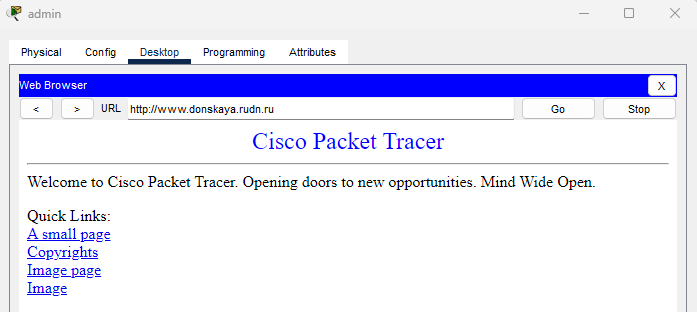 admin
Physical Config Desktop Programming Attributes
Web Browser X
< > URL http://www.donskaya.rudn.ru Go Stop
Cisco Packet Tracer
Welcome to Cisco Packet Tracer. Opening doors to new opportunities. Mind Wide Open.
Quick Links:
A small page
Copyrights
Image page
Image